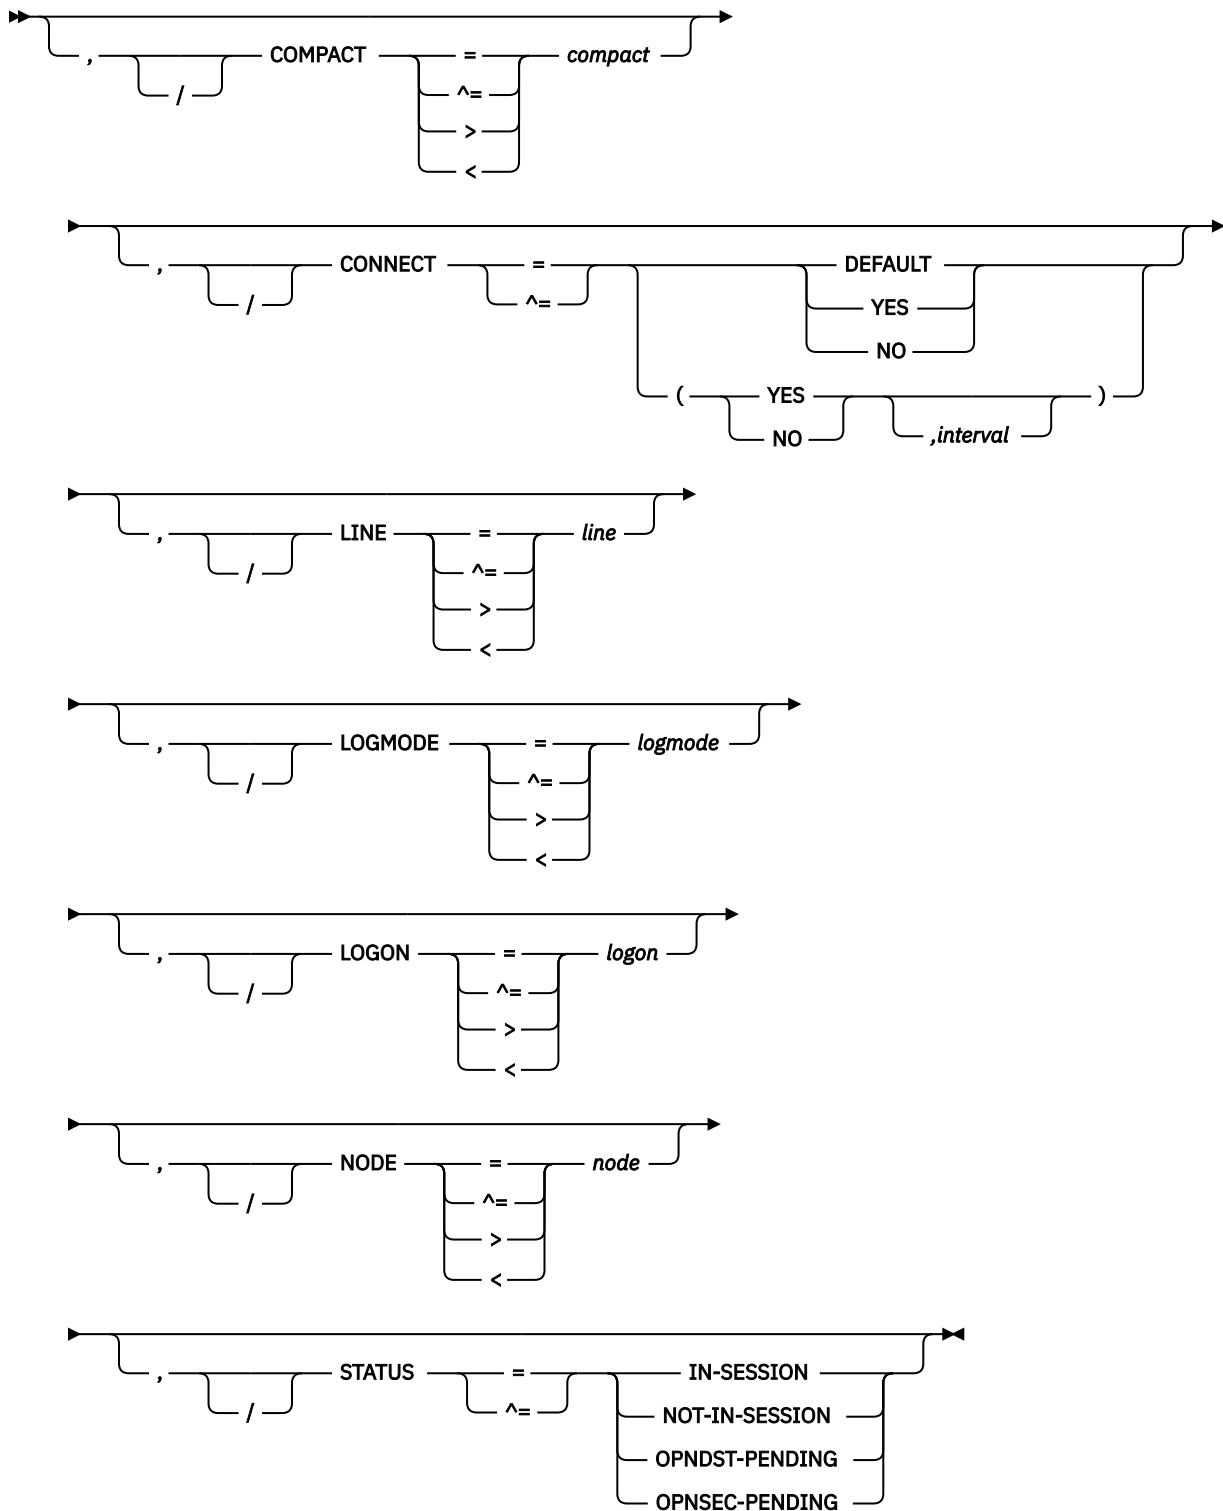 , COMPACT = compact
/ ^=
>
<
, CONNECT = DEFAULT
/ ^= YES
NO
( YES )
NO ,interval
, LINE = line
/ ^=
>
<
, LOGMODE = logmode
/ ^=
>
<
, LOGON = logon
/ ^=
>
<
, NODE = node
/ ^=
>
<
, STATUS = IN-SESSION
/ ^= NOT-IN-SESSION
OPNDST-PENDING
OPNSEC-PENDING